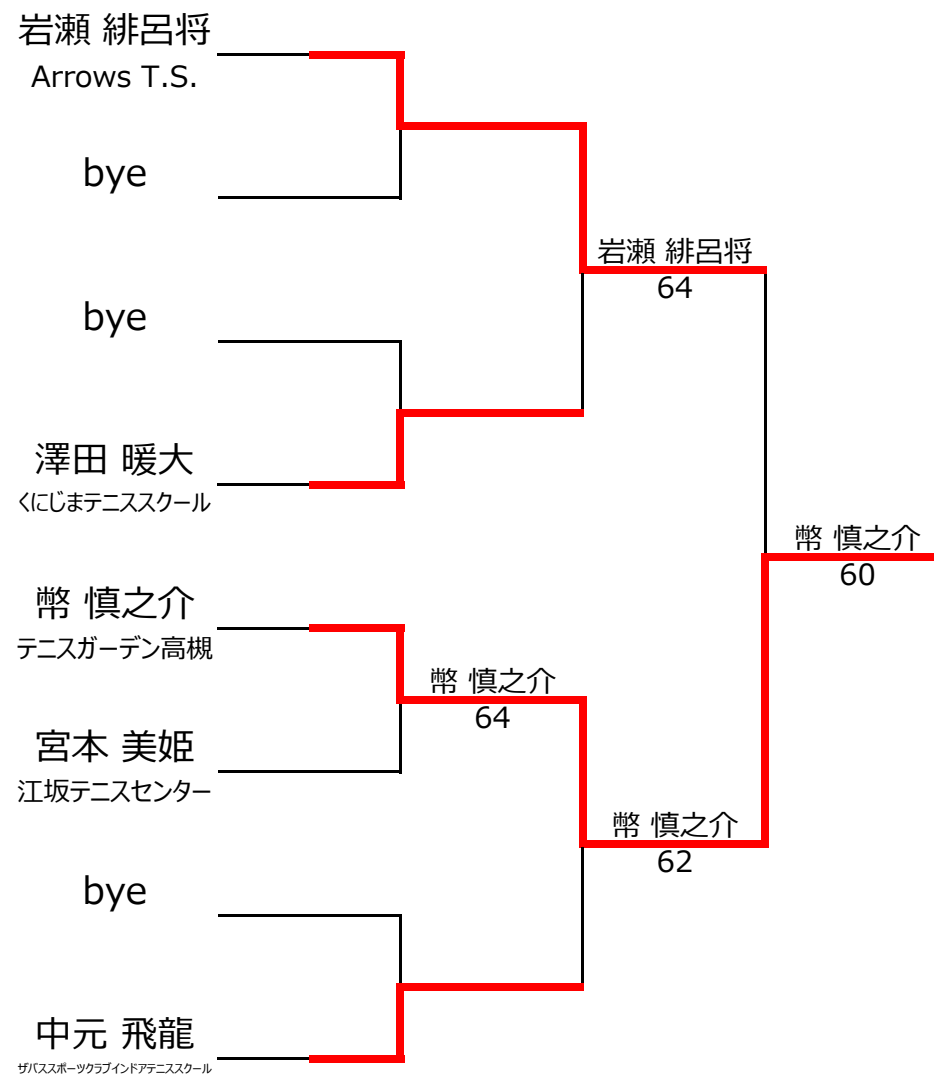 岩瀬 緋呂将
Arrows T.S.
bye
bye
澤田 暖大
くにじまテニススクール
幣 慎之介
テニスガーデン高槻
宮本 美姫
江坂テニスセンター
bye
中元 飛龍
ザバススポーツクラブインドアテニススクール
幣 慎之介
64
岩瀬 緋呂将
64
幣 慎之介
62
幣 慎之介
60